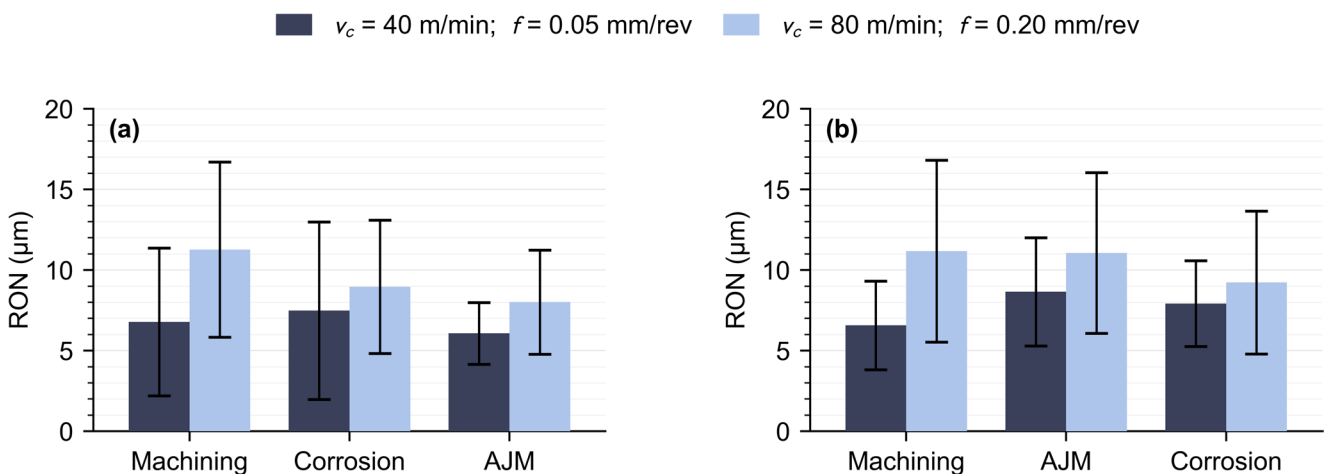 v_c = 40 m/min; f = 0.05 mm/rev v_c = 80 m/min; f = 0.20 mm/rev
(a)
RON (μm)
20
15
10
5
0
Machining Corrosion AJM
(b)
RON (μm)
20
15
10
5
0
Machining AJM Corrosion